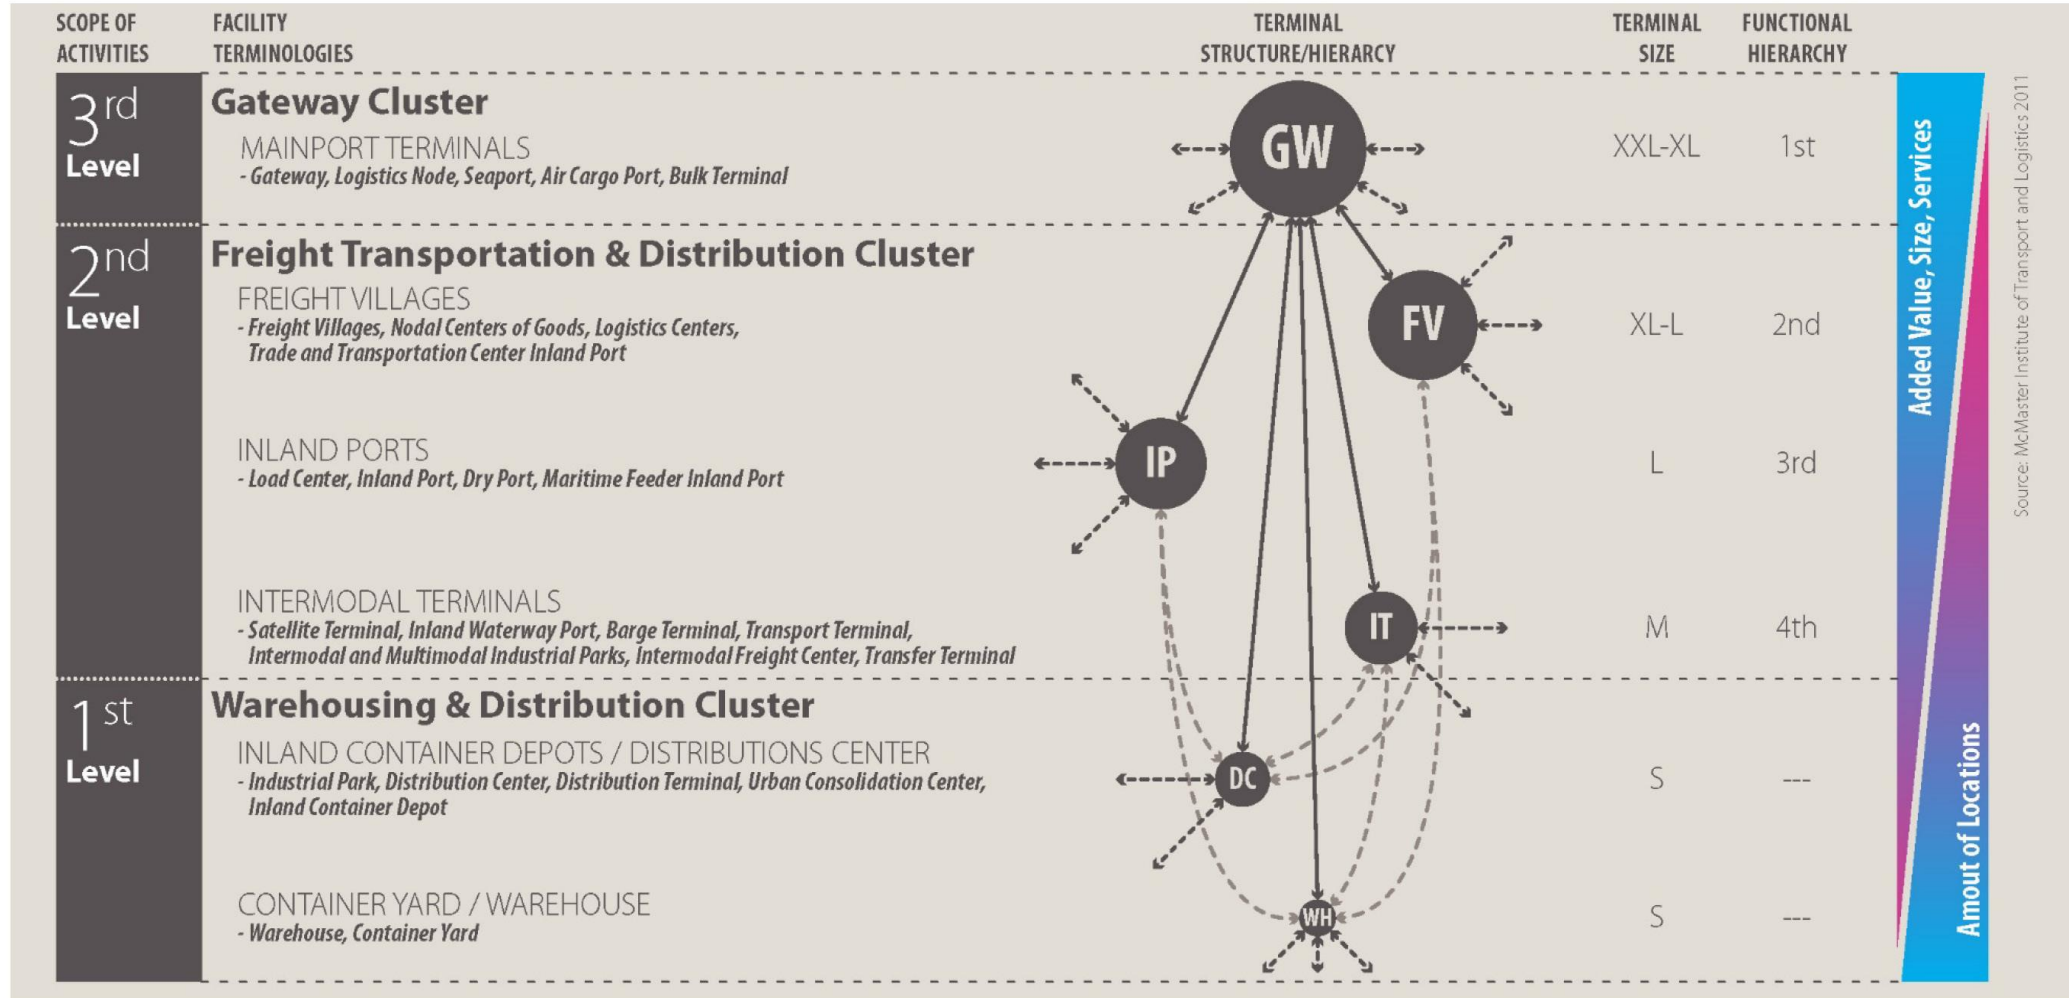 SCOPE OF
ACTIVITIES
FACILITY
TERMINOLOGIES
TERMINAL
STRUCTURE/HIERARCY
TERMINAL
SIZE
FUNCTIONAL
HIERARCHY
3rd
Level
Gateway Cluster
MAINPORT TERMINALS
- Gateway, Logistics Node, Seaport, Air Cargo Port, Bulk Terminal
GW
XXL-XL
1st
2nd
Level
Freight Transportation & Distribution Cluster
FREIGHT VILLAGES
- Freight Villages, Nodal Centers of Goods, Logistics Centers,
Trade and Transportation Center Inland Port
FV
XL-L
2nd
INLAND PORTS
- Load Center, Inland Port, Dry Port, Maritime Feeder Inland Port
IP
L
3rd
INTERMODAL TERMINALS
- Satellite Terminal, Inland Waterway Port, Barge Terminal, Transport Terminal,
Intermodal and Multimodal Industrial Parks, Intermodal Freight Center, Transfer Terminal
IT
M
4th
1st
Level
Warehousing & Distribution Cluster
INLAND CONTAINER DEPOTS / DISTRIBUTIONS CENTER
- Industrial Park, Distribution Center, Distribution Terminal, Urban Consolidation Center,
Inland Container Depot
DC
S
---
CONTAINER YARD / WAREHOUSE
- Warehouse, Container Yard
WH
S
---
Added Value, Size, Services
Amout of Locations
Source: McMaster Institute of Transport and Logistics 2011